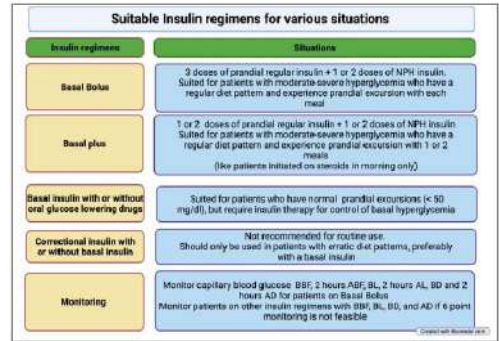 Suitable Insulin regimens for various situations
Insulin regimens
Situations
Basal Bolus
3 doses of prandial regular insulin + 1 or 2 doses of NPH insulin.
Suited for patients with moderate-severe hyperglycemia who have a
regular diet pattern and experience prandial excursion with each
meal
Basal plus
1 or 2 doses of prandial regular insulin + 1 or 2 doses of NPH insulin
Suited for patients with moderate-severe hyperglycemia who have a
regular diet pattern and experience prandial excursion with 1 or 2
meals
(like patients initiated on steroids in morning only)
Basal insulin with or without
oral glucose lowering drugs
Suited for patients who have normal prandial excursions (< 50
mg/dl), but require insulin therapy for control of basal hyperglycemia
Correctional insulin with
or without basal insulin
Not recommended for routine use.
Should only be used in patients with erratic diet patterns, preferably
with a basal insulin
Monitoring
Monitor capillary blood glucose BBF, 2 hours ABF, BL, 2 hours AL, BD and 2
hours AD for patients on Basal Bolus
Monitor patients on other insulin regimens with BBF, BL, BD, and AD if 6 point
monitoring is not feasible